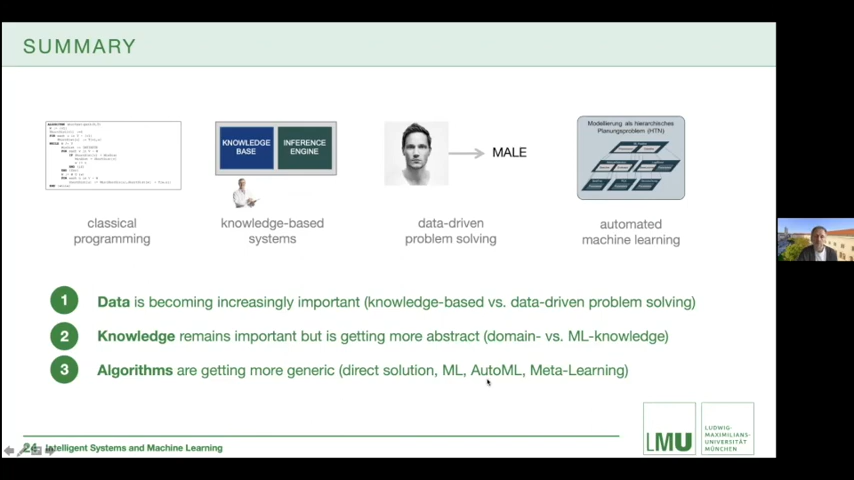 SUMMARY
KNOWLEDGE BASE
INFERENCE ENGINE
MALE
Modellierung als hierarchisches
Planungsproblem (HTN)
classical
programming
knowledge-based
systems
data-driven
problem solving
automated
machine learning
1 Data is becoming increasingly important (knowledge-based vs. data-driven problem solving)
2 Knowledge remains important but is getting more abstract (domain- vs. ML-knowledge)
3 Algorithms are getting more generic (direct solution, ML, AutoML, Meta-Learning)
24 Intelligent Systems and Machine Learning
LMU
LUDWIG-
MAXIMILIANS-
UNIVERSITÄT
MÜNCHEN